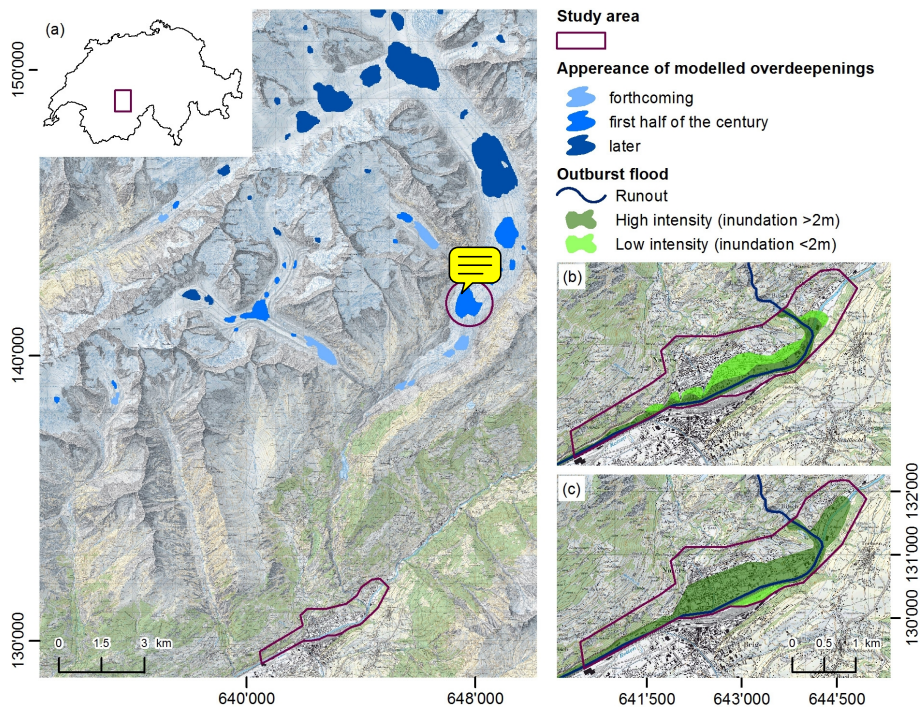 (a)
150'000
140'000
130'000
0 1.5 3 km
640'000
648'000
Study area
Appereance of modelled overdeepenings
forthcoming
first half of the century
later
Outburst flood
Runout
High intensity (inundation >2m)
Low intensity (inundation <2m)
(b)
(c)
132'000
131'000
130'000
0 0.5 1 km
641'500
643'000
644'500